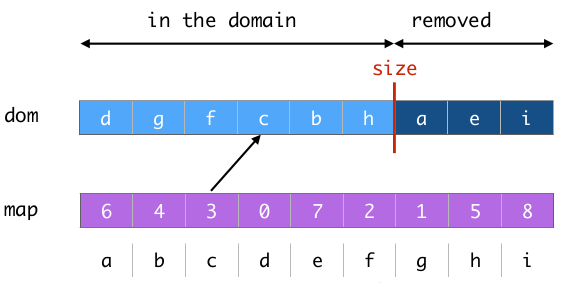 in the domain removed
size
dom d g f c b h a e i
map 6 4 3 0 7 2 1 5 8
a b c d e f g h i